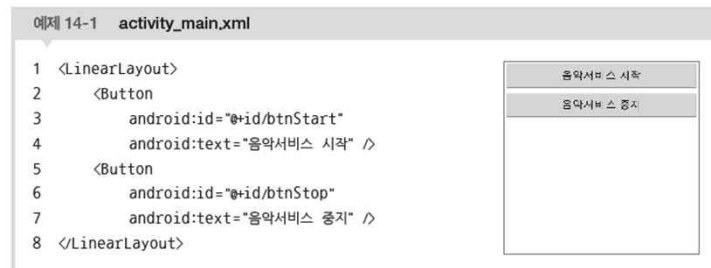 예제 14-1 activity_main.xml
1 <LinearLayout>
2 <Button
3 android:id="@+id/btnStart"
4 android:text="음악서비스 시작" />
5 <Button
6 android:id="@+id/btnStop"
7 android:text="음악서비스 중지" />
8 </LinearLayout>
음악서비스 시작
음악서비스 중지